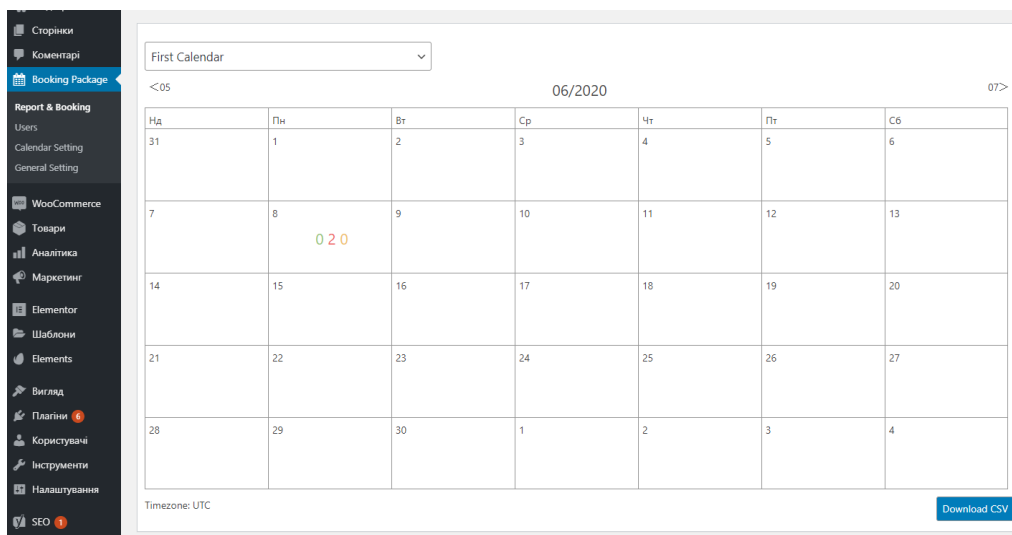 Сторінки
Коментарі
Booking Package
Report & Booking
Users
Calendar Setting
General Setting
WooCommerce
Товари
Аналітика
Маркетинг
Elementor
Шаблони
Elements
Вигляд
Плагіни 6
Користувачі
Інструменти
Налаштування
SEO 1
First Calendar
<05 06/2020 07>
Нд Пн Вт Ср Чт Пт Сб
31 1 2 3 4 5 6
7 8 9 10 11 12 13
0 2 0
14 15 16 17 18 19 20
21 22 23 24 25 26 27
28 29 30 1 2 3 4
Timezone: UTC
Download CSV